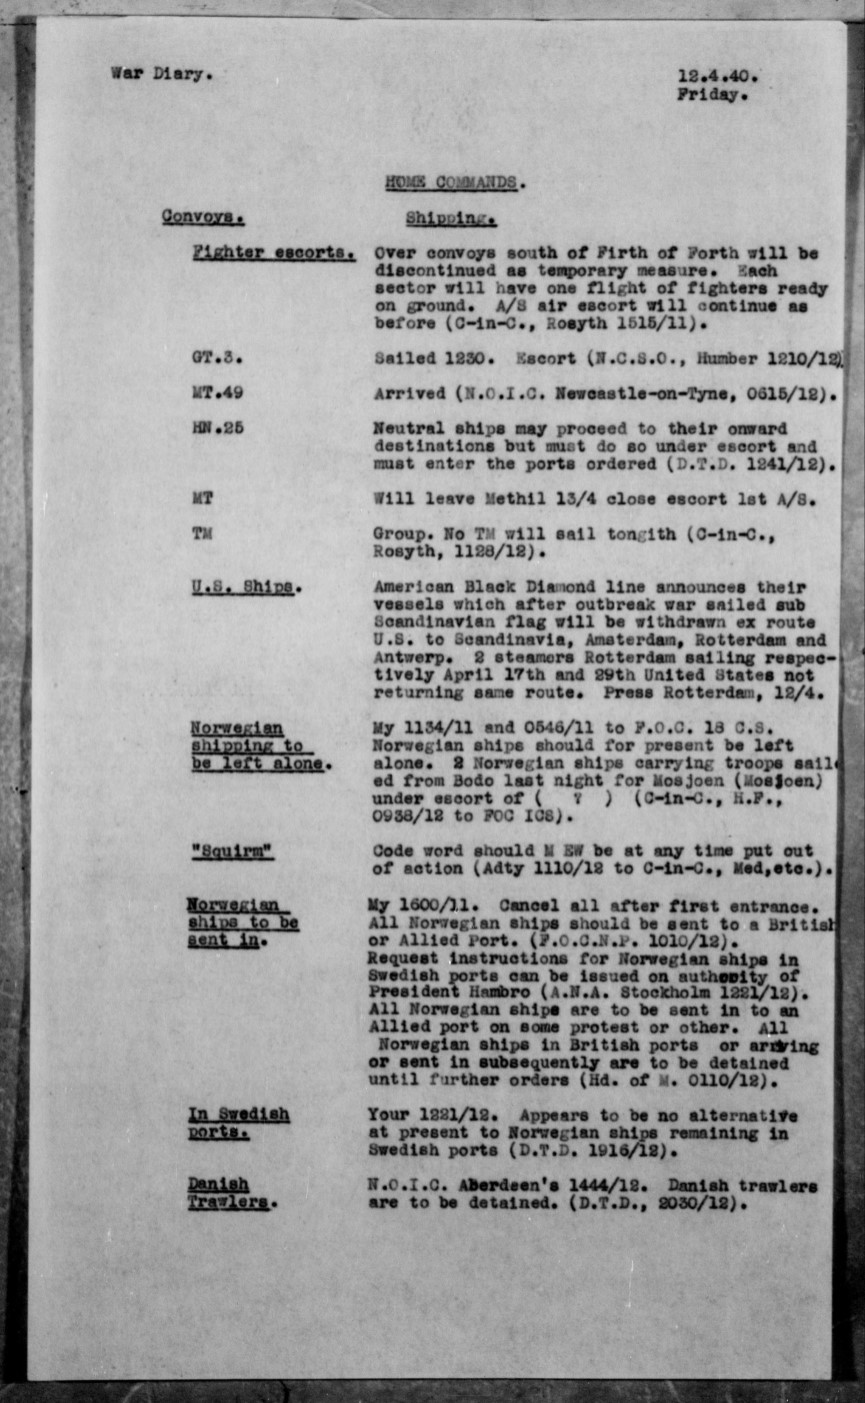 War Diary. 12.4.40.
Friday.
HOME COMMANDS.
Convoys. Shipping.
Fighter escorts. Over convoys south of Firth of Forth will be
discontinued as temporary measure. Each
sector will have one flight of fighters ready
on ground. A/S air escort will continue as
before (C-in-C., Rosyth 1515/11).
GT.3. Sailed 1230. Escort (N.C.S.O., Humber 1210/12).
MT.49 Arrived (N.O.I.C. Newcastle-on-Tyne, 0615/12).
HN.25 Neutral ships may proceed to their onward
destinations but must do so under escort and
must enter the ports ordered (D.T.D. 1241/12).
MT Will leave Methil 13/4 close escort 1st A/S.
TM Group. No TM will sail tongith (C-in-C.,
Rosyth, 1128/12).
U.S. Ships. American Black Diamond line announces their
vessels which after outbreak war sailed sub
Scandinavian flag will be withdrawn ex route
U.S. to Scandinavia, Amsterdam, Rotterdam and
Antwerp. 2 steamers Rotterdam sailing respec-
tively April 17th and 29th United States not
returning same route. Press Rotterdam, 12/4.
Norwegian My 1134/11 and 0546/11 to F.O.C. 18 C.S.
shipping to Norwegian ships should for present be left
be left alone. alone. 2 Norwegian ships carrying troops sail
ed from Bodo last night for Mosjoen (Mosjoen)
under escort of ( ? ) (C-in-C., H.F.,
0938/12 to FOC ICS).
"Squirm" Code word should M EW be at any time put out
of action (Adty 1110/12 to C-in-C., Med,etc.).
Norwegian My 1600/11. Cancel all after first entrance.
ships to be All Norwegian ships should be sent to a British
sent in. or Allied Port. (F.O.C.N.P. 1010/12).
Request instructions for Norwegian ships in
Swedish ports can be issued on authority of
President Hambro (A.N.A. Stockholm 1221/12).
All Norwegian ships are to be sent in to an
Allied port on some protest or other. All
Norwegian ships in British ports or arriving
or sent in subsequently are to be detained
until further orders (Hd. of M. 0110/12).
In Swedish Your 1221/12. Appears to be no alternative
ports. at present to Norwegian ships remaining in
Swedish ports (D.T.D. 1916/12).
Danish N.O.I.C. Aberdeen's 1444/12. Danish trawlers
Trawlers. are to be detained. (D.T.D., 2030/12).